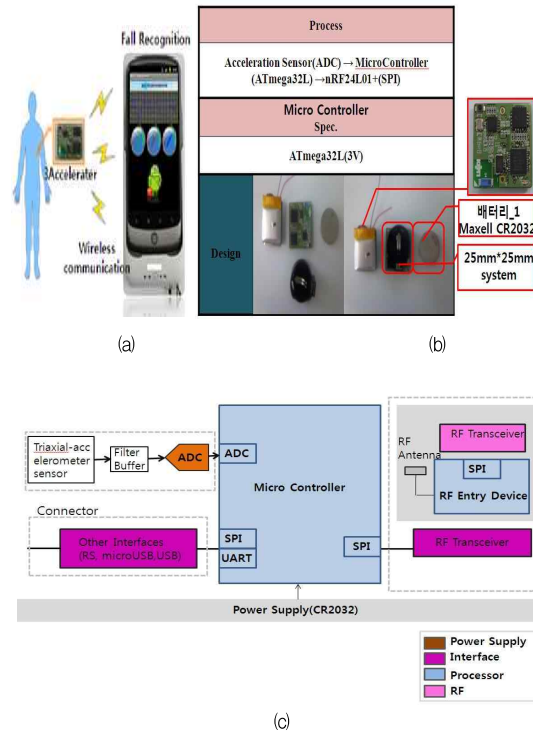 Fall Recognition
3Accelerater
Wireless
communication
(a)
Process
Acceleration Sensor(ADC) → MicroController
(ATmega32L) →nRF24L01+(SPI)
Micro Controller
Spec.
ATmega32L(3V)
Design
배터리_1
Maxell CR2032
25mm*25mm
system
(b)
Triaxial-acc
elerometer
sensor
Filter
Buffer
ADC
ADC
Micro Controller
RF
Antenna
RF Transceiver
SPI
RF Entry Device
Connector
Other Interfaces
(RS, microUSB,USB)
SPI
UART
SPI
RF Transceiver
Power Supply(CR2032)
Power Supply
Interface
Processor
RF
(c)